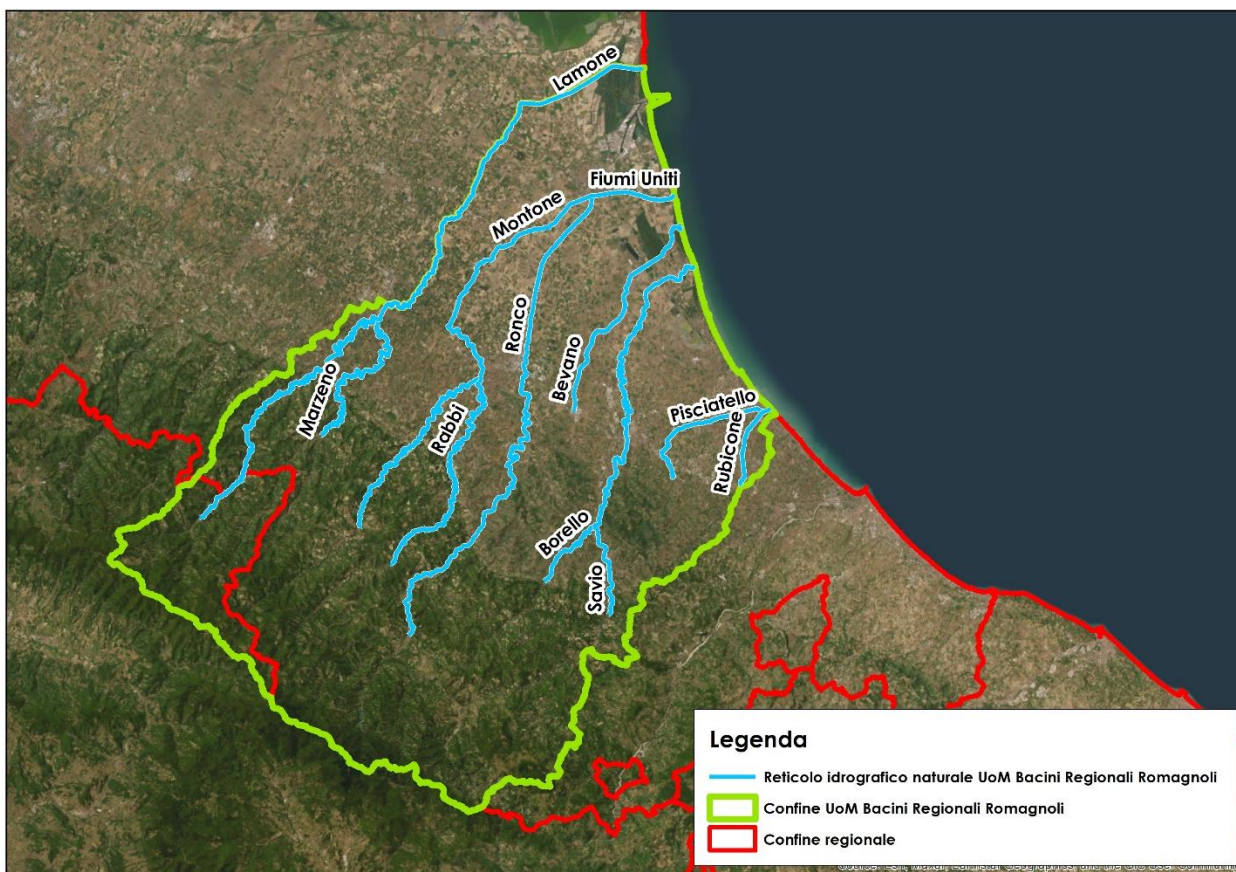 Lamone
Fiumi Uniti
Montone
Ronco
Bevano
Marzeno
Rabbi
Pisciatello
Rubicone
Borello
Savio
Legenda
Reticolo idrografico naturale UoM Bacini Regionali Romagnoli
Confine UoM Bacini Regionali Romagnoli
Confine regionale